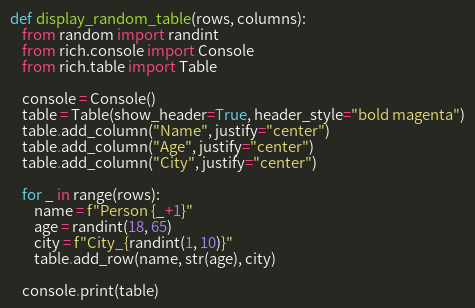 def display_random_table(rows, columns):
    from random import randint
    from rich.console import Console
    from rich.table import Table

    console = Console()
    table = Table(show_header=True, header_style="bold magenta")
    table.add_column("Name", justify="center")
    table.add_column("Age", justify="center")
    table.add_column("City", justify="center")

    for _ in range(rows):
        name = f"Person {_+1}"
        age = randint(18, 65)
        city = f"City_{randint(1, 10)}"
        table.add_row(name, str(age), city)

    console.print(table)